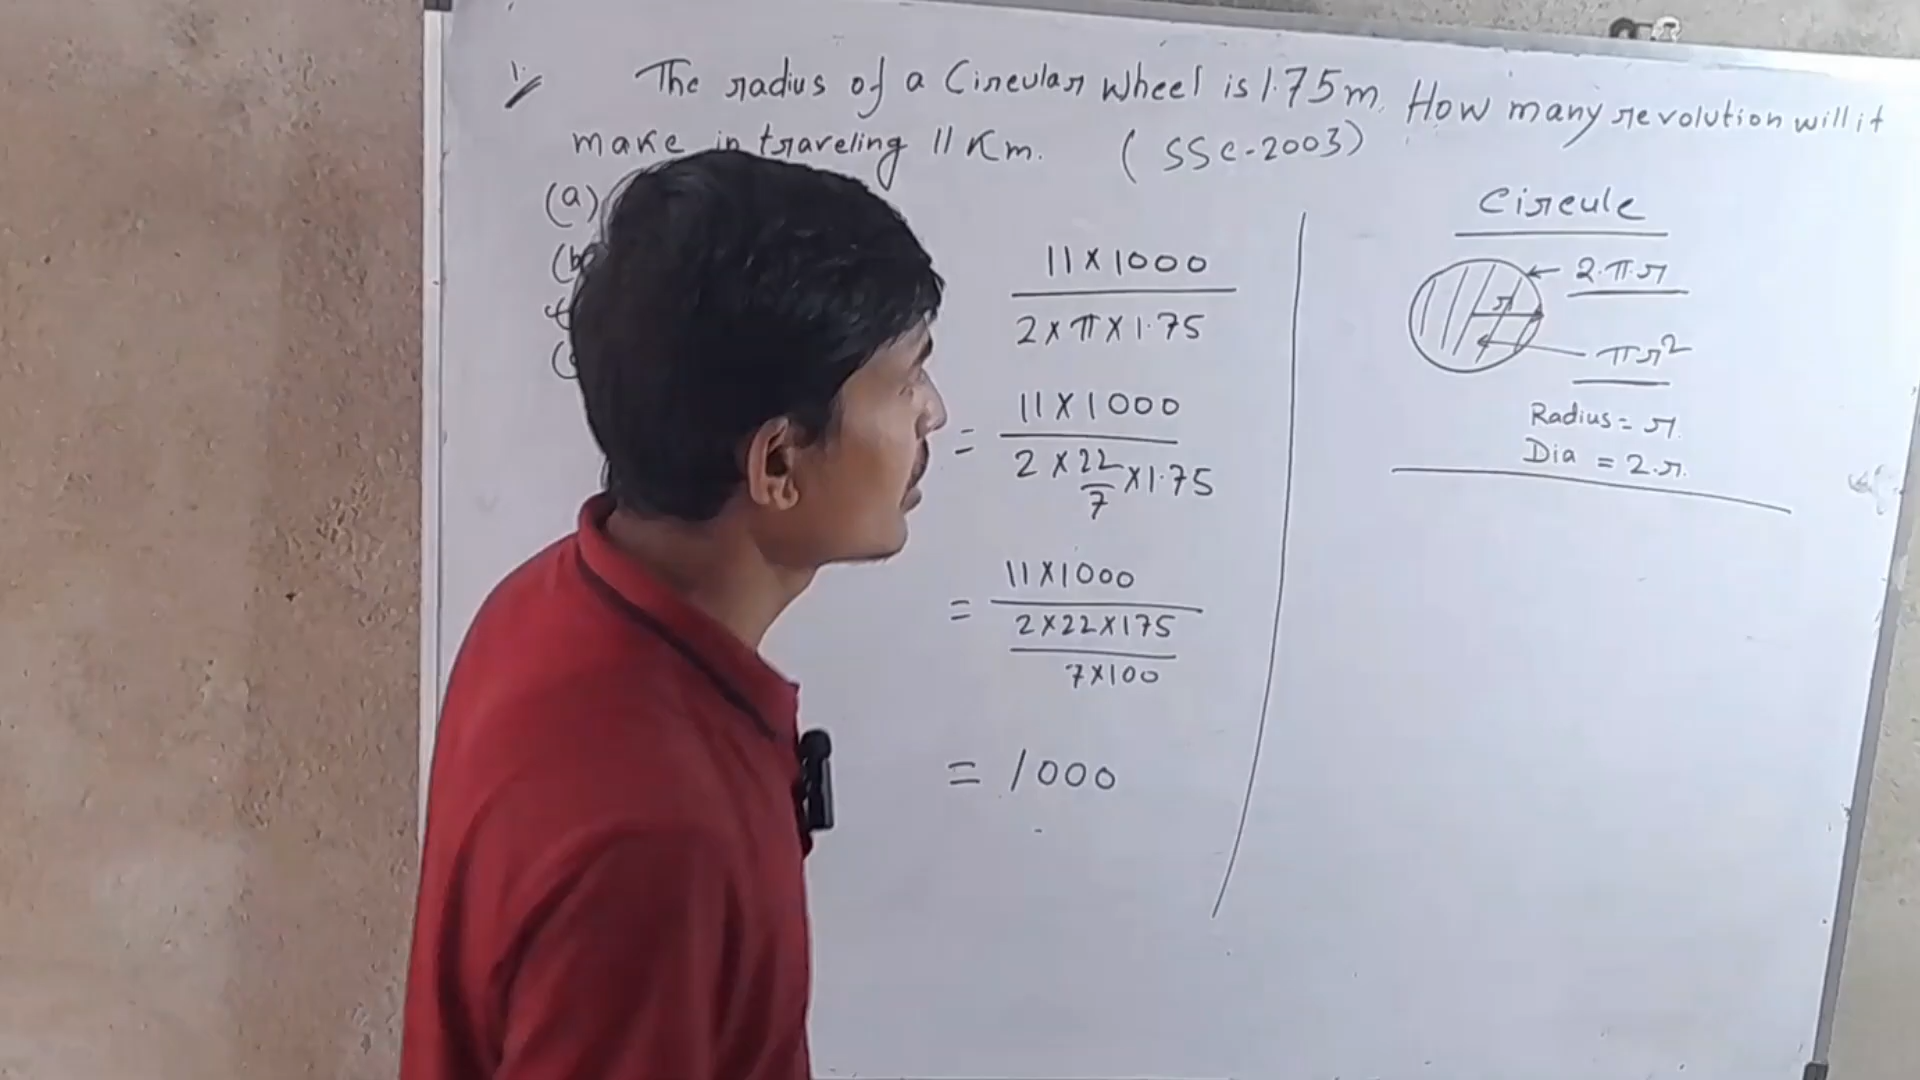 1. The radius of a Circular wheel is 1.75m. How many revolution will it
make in traveling 11 Km. ( SSC-2003)
(a)
(b
11 x 1000
2 x π x 1.75
= 11 x 1000
2 x 22/7 x 1.75
= 11 x 1000
2 x 22 x 175
7 x 100
= 1000
Circule
2.π.r
r
πr²
Radius = r.
Dia = 2.r.